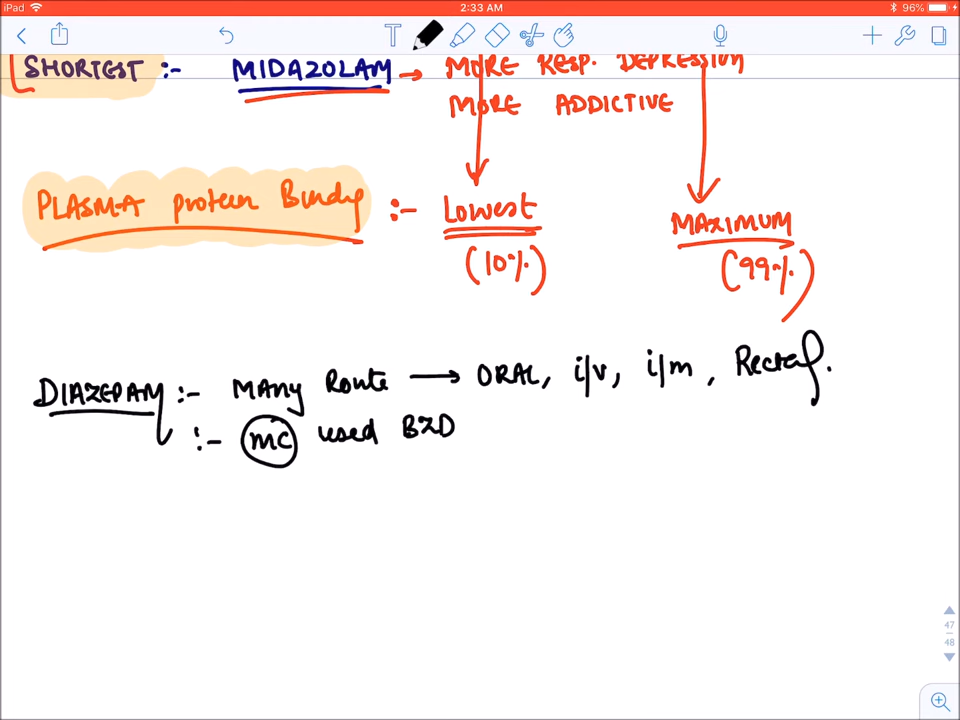 iPad 2:33 AM 96%
T
SHORTEST :- MIDAZOLAM → MORE RESP. DEPRESSION
MORE ADDICTIVE
PLASMA protein Binding :- Lowest MAXIMUM
(10%) (99%)
DIAZEPAM :- MANY Route → ORAL, i/v, i/m, Rectal.
:- MC used BZD
47
48